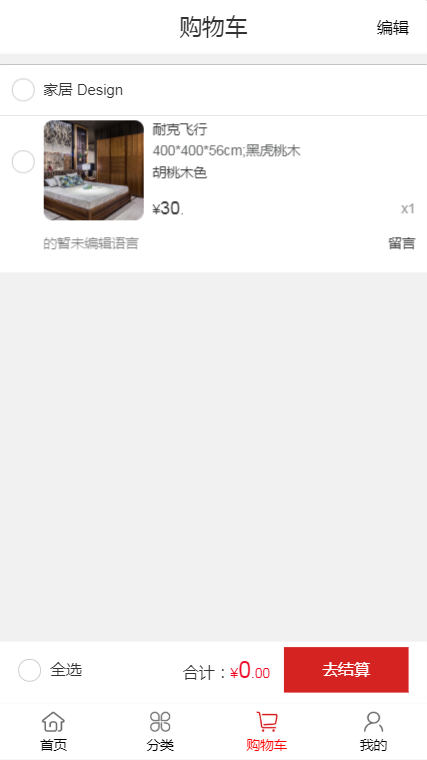 购物车
编辑
家居 Design
耐克飞行
400*400*56cm;黑虎桃木
胡桃木色
¥30.
x1
的暂未编辑语言
留言
全选
合计：¥0.00
去结算
首页
分类
购物车
我的